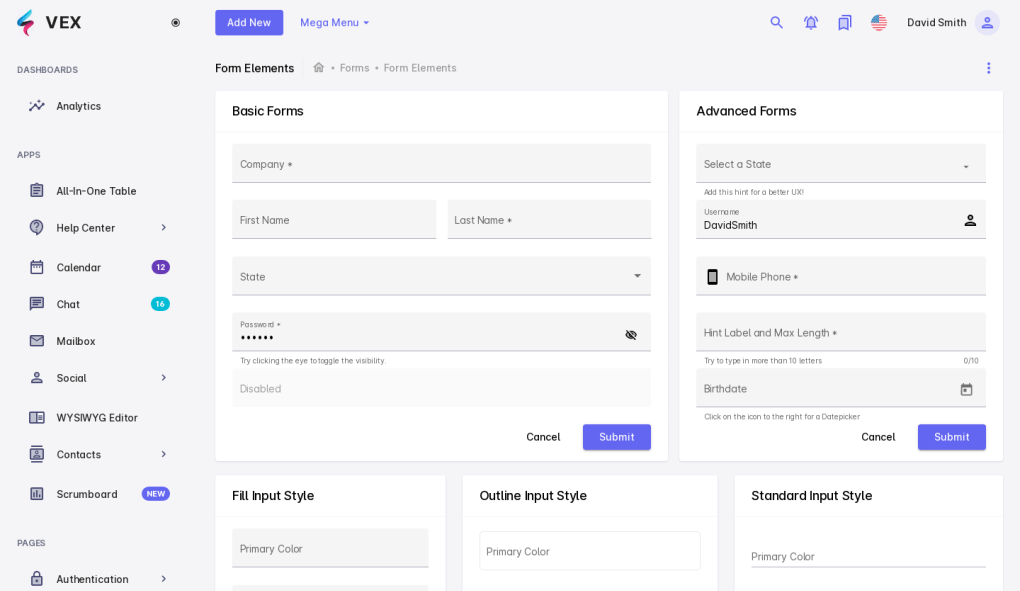 VEX
Add New
Mega Menu
David Smith
DASHBOARDS
Analytics
APPS
All-In-One Table
Help Center
Calendar
12
Chat
16
Mailbox
Social
WYSIWYG Editor
Contacts
Scrumboard
NEW
PAGES
Authentication
Form Elements
• Forms • Form Elements
Basic Forms
Company *
First Name
Last Name *
State
Password *
••••••
Try clicking the eye to toggle the visibility.
Disabled
Cancel
Submit
Advanced Forms
Select a State
Add this hint for a better UX!
Username
DavidSmith
Mobile Phone *
Hint Label and Max Length *
Try to type in more than 10 letters
0/10
Birthdate
Click on the icon to the right for a Datepicker
Cancel
Submit
Fill Input Style
Primary Color
Outline Input Style
Primary Color
Standard Input Style
Primary Color